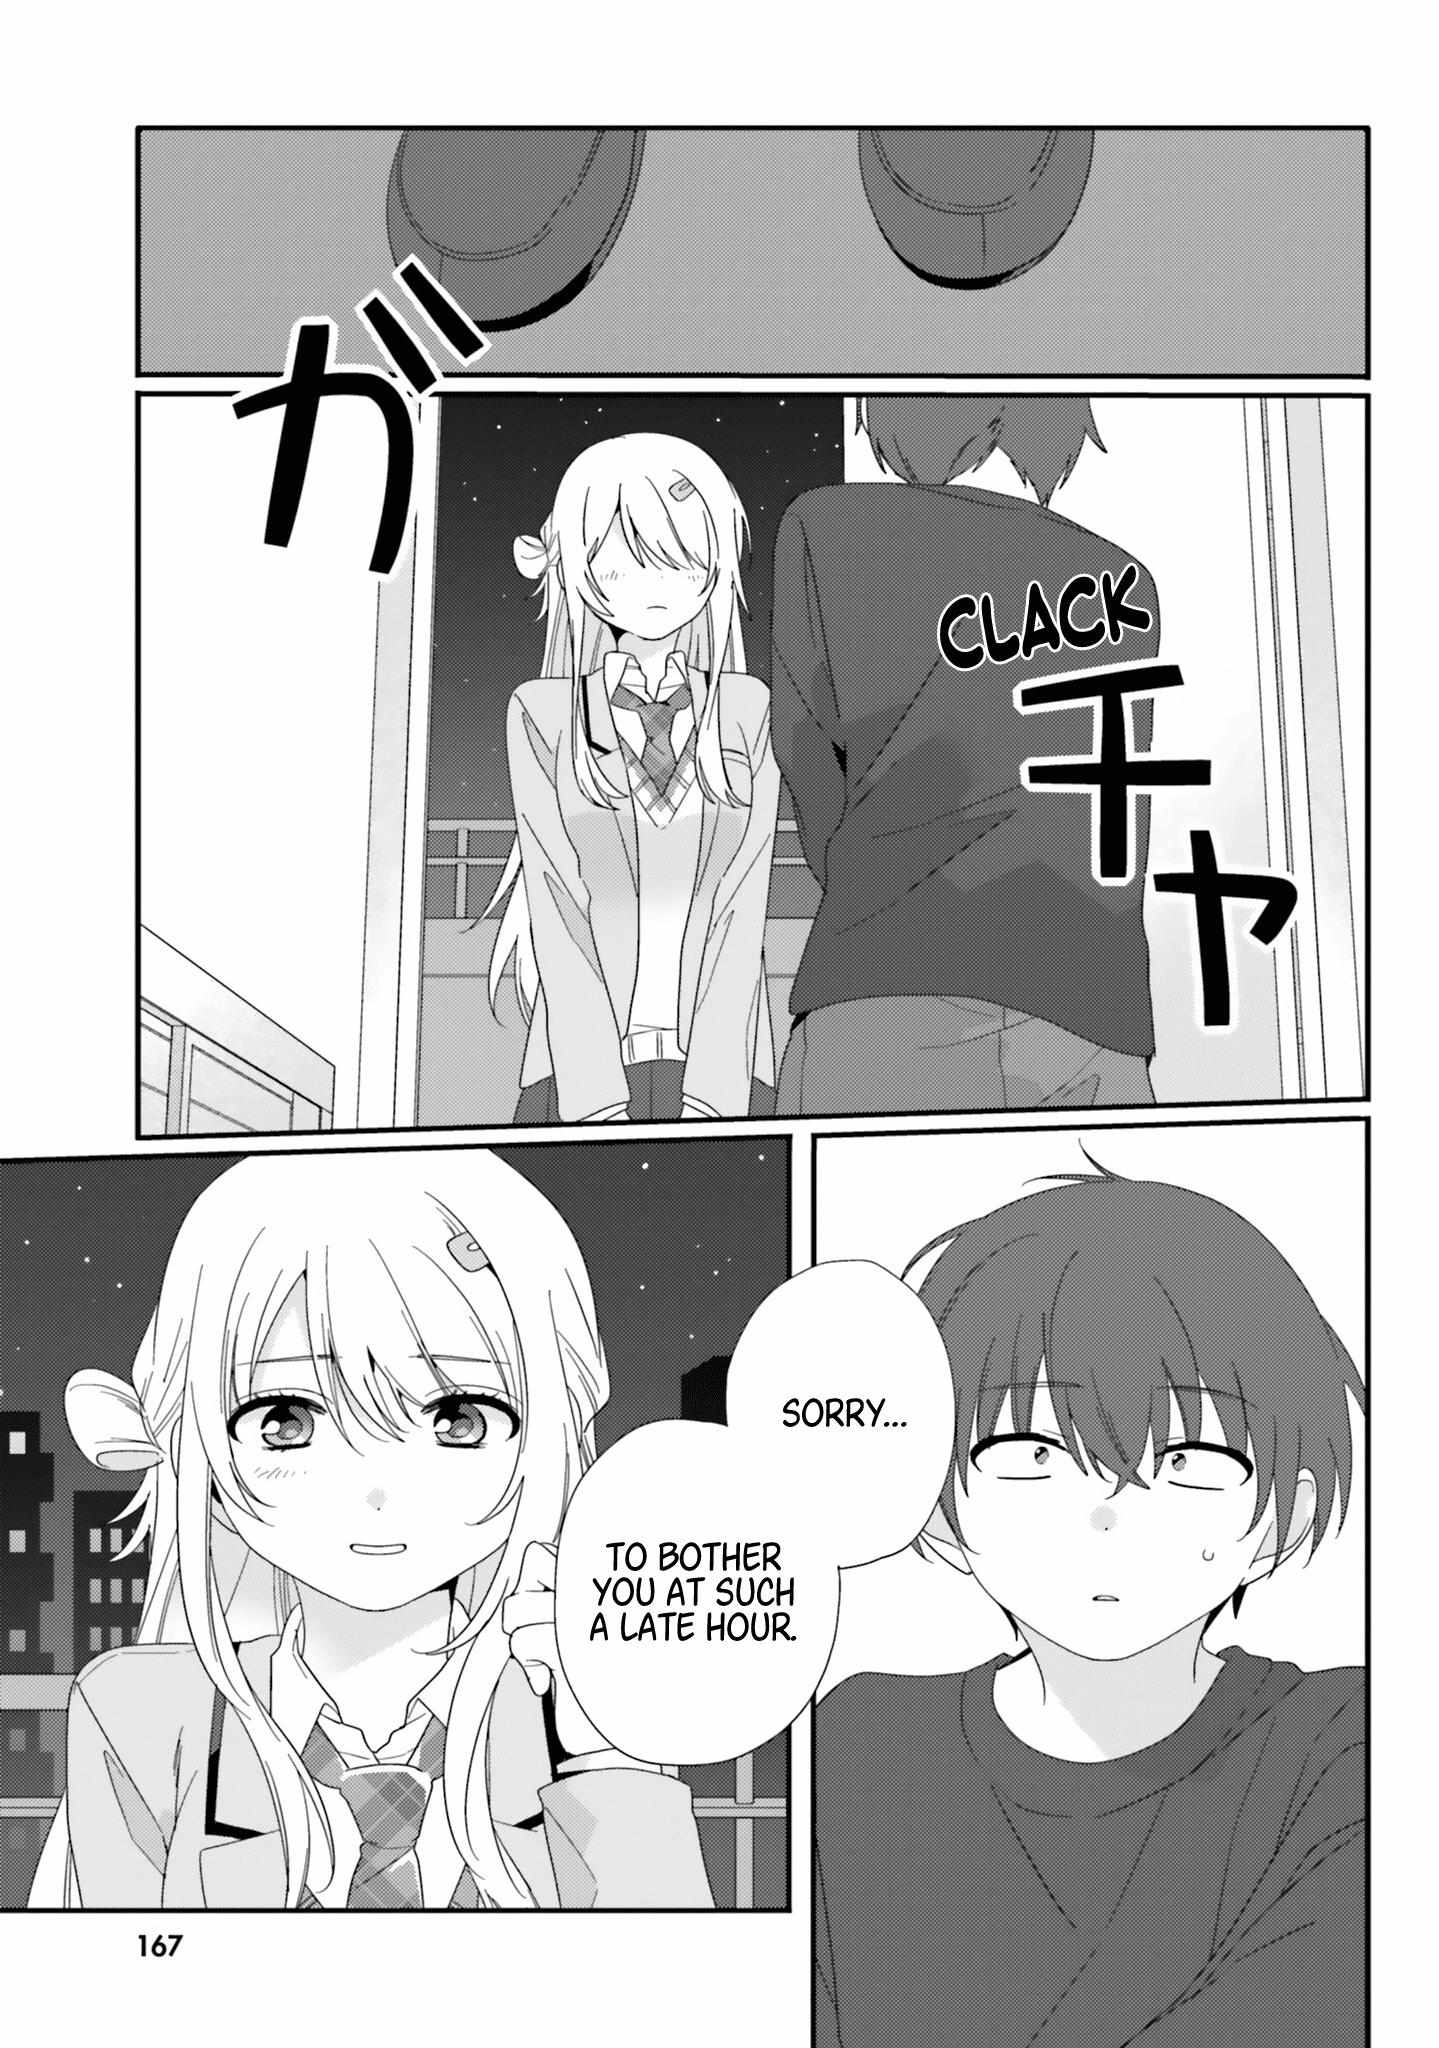 ガ
チャ
CLACK
SORRY...
TO BOTHER
YOU AT SUCH
A LATE HOUR.
167